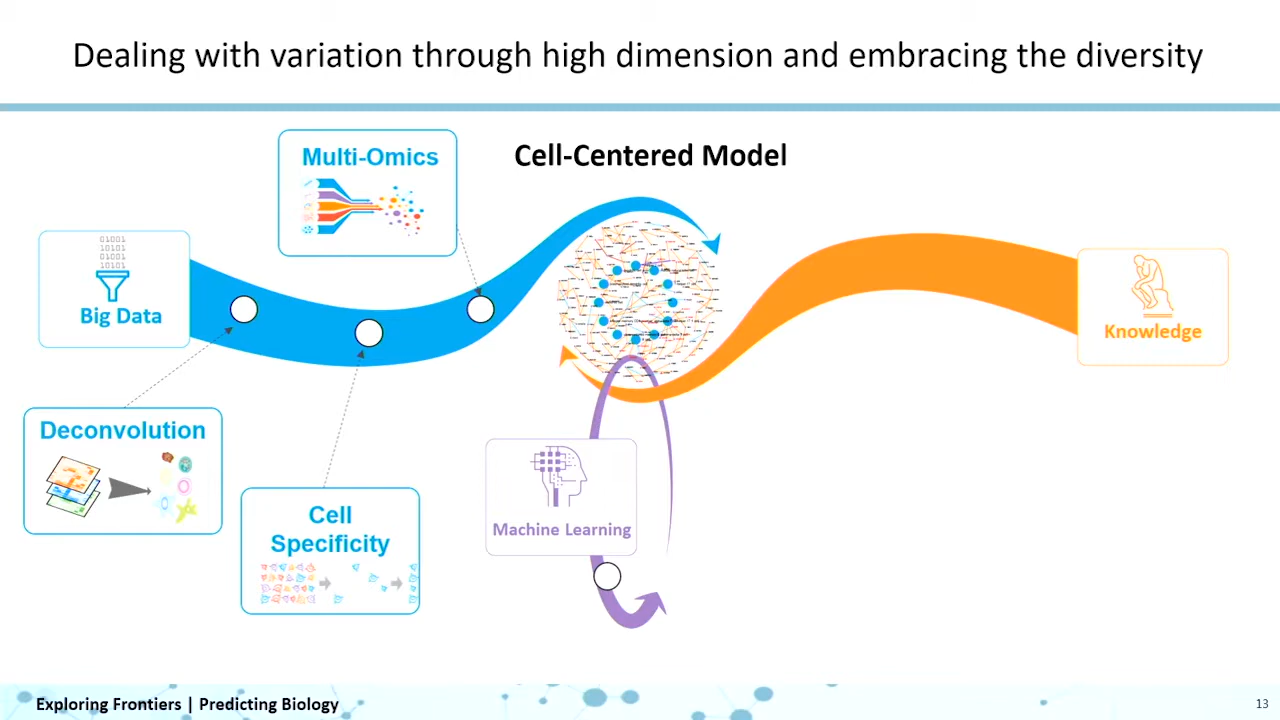 Dealing with variation through high dimension and embracing the diversity
Multi-Omics
Cell-Centered Model
01001
10101
01001
10101
Big Data
Knowledge
Deconvolution
Cell
Specificity
Machine Learning
Exploring Frontiers | Predicting Biology
13